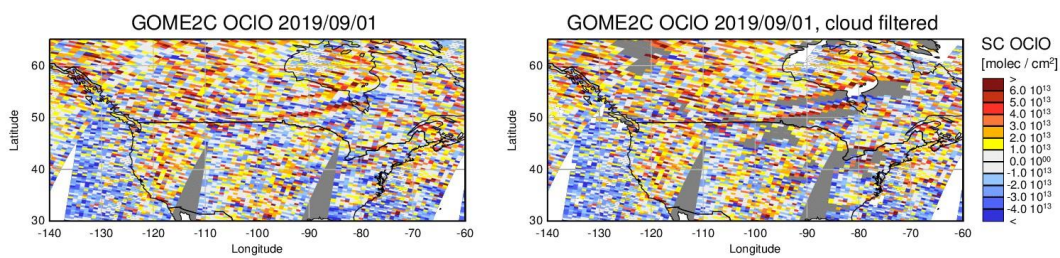 GOME2C OClO 2019/09/01
60
50
40
30
Latitude
-140 -130 -120 -110 -100 -90 -80 -70 -60
Longitude
GOME2C OClO 2019/09/01, cloud filtered
60
50
40
30
Latitude
-140 -130 -120 -110 -100 -90 -80 -70 -60
Longitude
SC OClO
[molec / cm²]
>
6.0 10¹³
5.0 10¹³
4.0 10¹³
3.0 10¹³
2.0 10¹³
1.0 10¹³
0.0 10⁰⁰
-1.0 10¹³
-2.0 10¹³
-3.0 10¹³
-4.0 10¹³
<